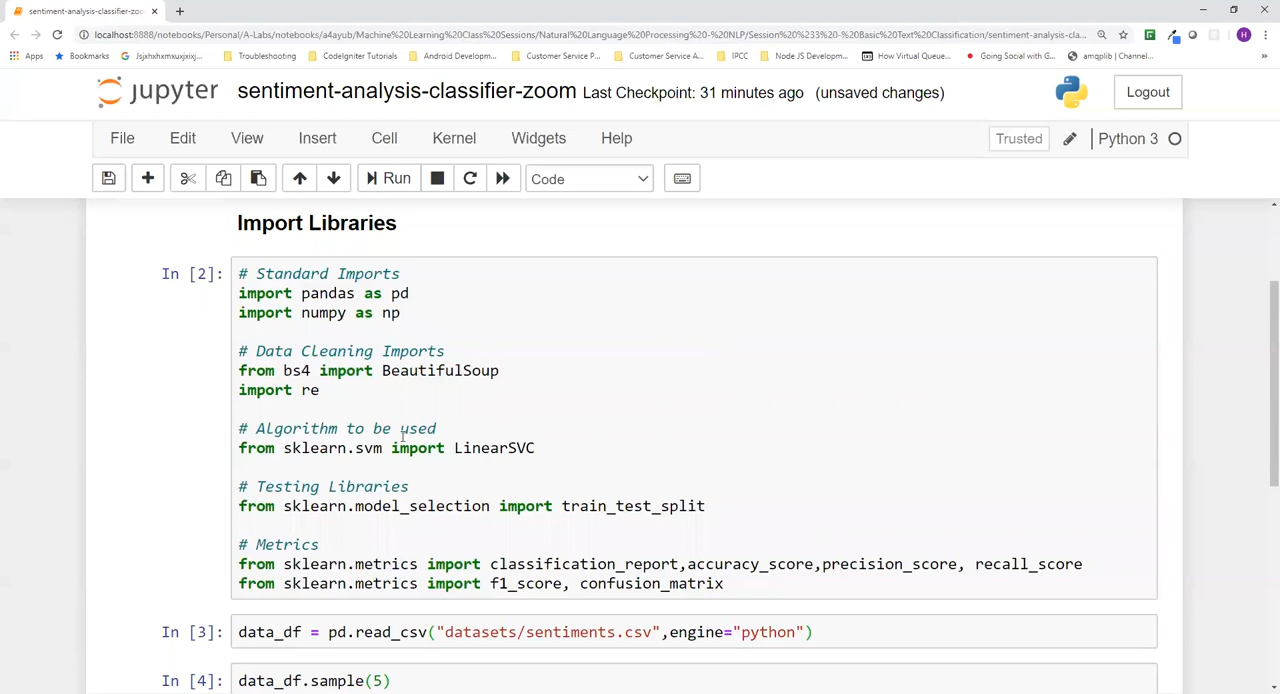 sentiment-analysis-classifier-zoo
localhost:8888/notebooks/Personal/A-Labs/notebooks/a4ayub/Machine%20Learning%20Class%20Sessions/Natural%20Language%20Processing%20-%20NLP/Session%20%233%20-%20Basic%20Text%20Classification/sentiment-analysis-cla...
Apps Bookmarks Troubleshooting CodeIgniter Tutorials Android Developm... Customer Service P... Customer Service A... IPCC Node JS Developm... How Virtual Queue... Going Social with G... amqplib | Channel... »
jupyter sentiment-analysis-classifier-zoom Last Checkpoint: 31 minutes ago (unsaved changes) Logout
File Edit View Insert Cell Kernel Widgets Help Trusted Python 3
Run Code
Import Libraries
In [2]: # Standard Imports
import pandas as pd
import numpy as np
# Data Cleaning Imports
from bs4 import BeautifulSoup
import re
# Algorithm to be used
from sklearn.svm import LinearSVC
# Testing Libraries
from sklearn.model_selection import train_test_split
# Metrics
from sklearn.metrics import classification_report,accuracy_score,precision_score, recall_score
from sklearn.metrics import f1_score, confusion_matrix
In [3]: data_df = pd.read_csv("datasets/sentiments.csv",engine="python")
In [4]: data_df.sample(5)